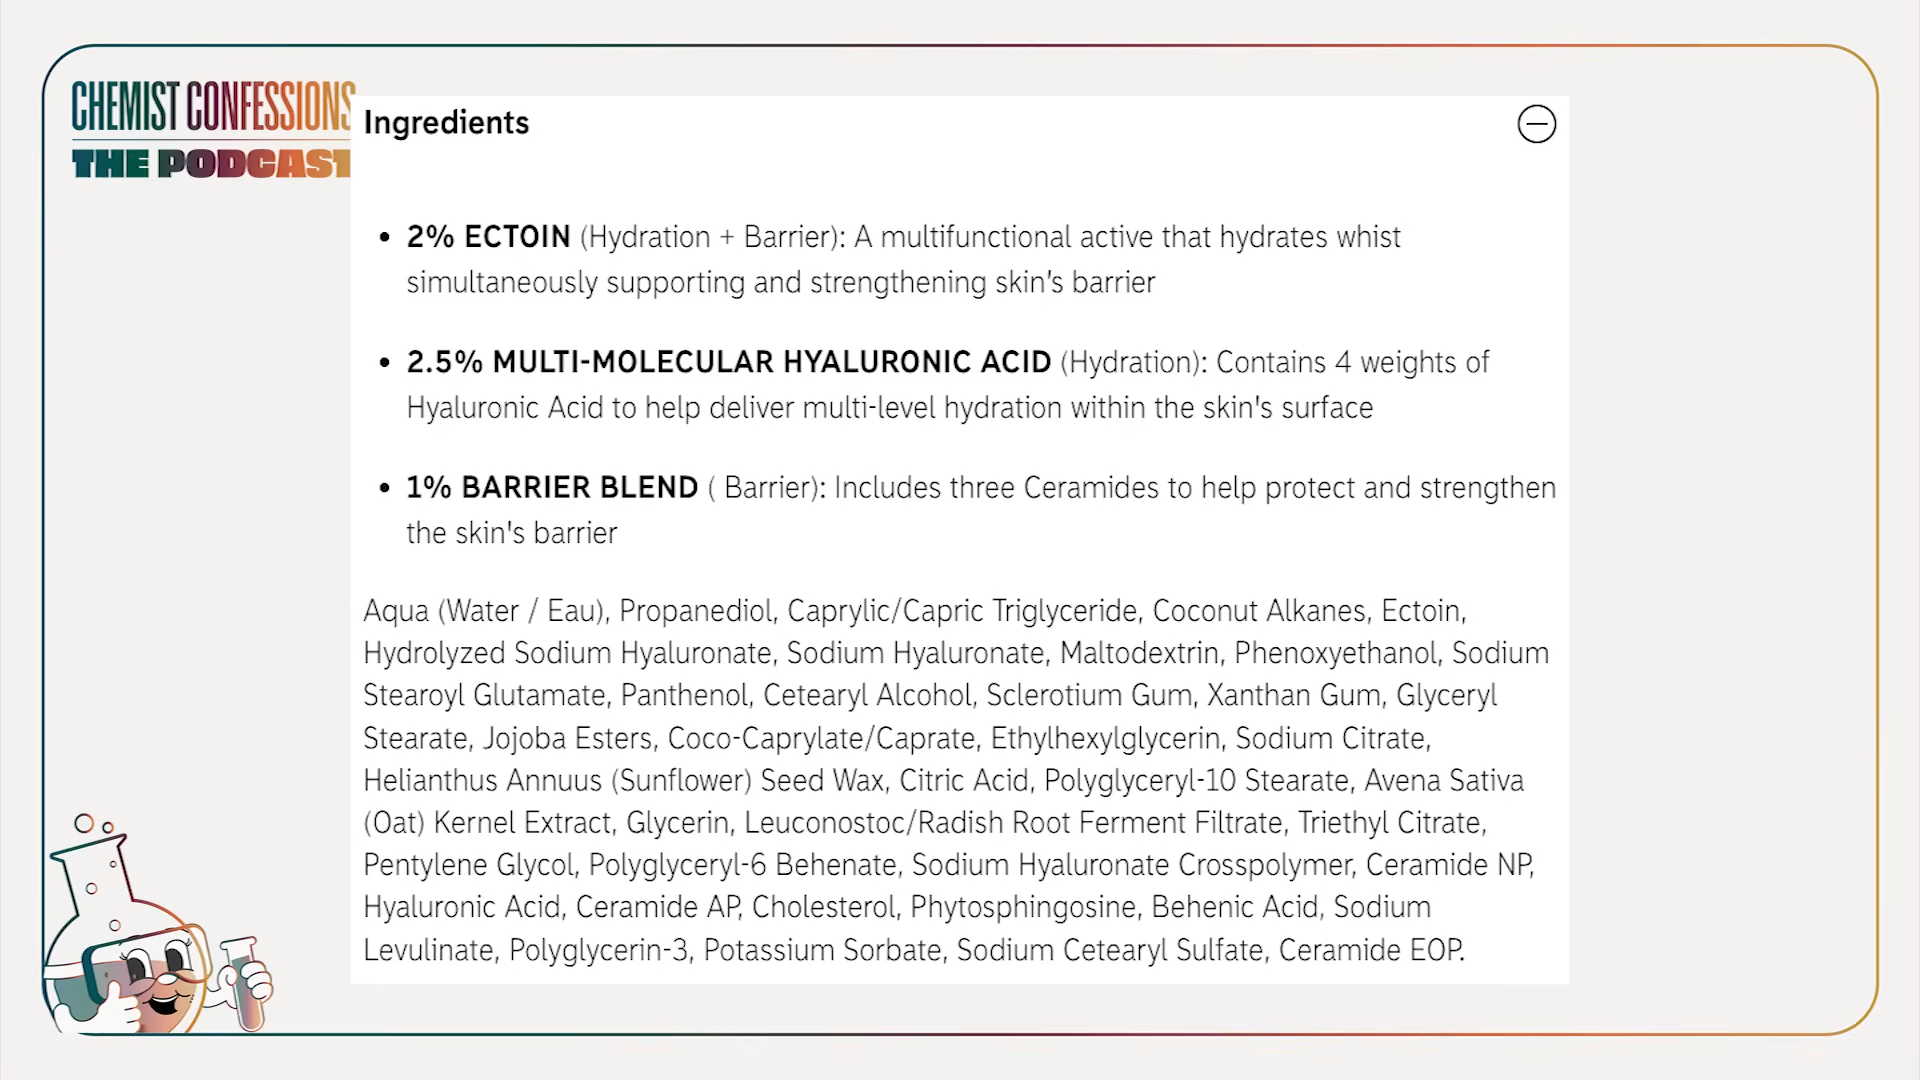 CHEMIST CONFESSIONS
THE PODCAST
Ingredients
• 2% ECTOIN (Hydration + Barrier): A multifunctional active that hydrates whist
simultaneously supporting and strengthening skin's barrier
• 2.5% MULTI-MOLECULAR HYALURONIC ACID (Hydration): Contains 4 weights of
Hyaluronic Acid to help deliver multi-level hydration within the skin's surface
• 1% BARRIER BLEND ( Barrier): Includes three Ceramides to help protect and strengthen
the skin's barrier
Aqua (Water / Eau), Propanediol, Caprylic/Capric Triglyceride, Coconut Alkanes, Ectoin,
Hydrolyzed Sodium Hyaluronate, Sodium Hyaluronate, Maltodextrin, Phenoxyethanol, Sodium
Stearoyl Glutamate, Panthenol, Cetearyl Alcohol, Sclerotium Gum, Xanthan Gum, Glyceryl
Stearate, Jojoba Esters, Coco-Caprylate/Caprate, Ethylhexylglycerin, Sodium Citrate,
Helianthus Annuus (Sunflower) Seed Wax, Citric Acid, Polyglyceryl-10 Stearate, Avena Sativa
(Oat) Kernel Extract, Glycerin, Leuconostoc/Radish Root Ferment Filtrate, Triethyl Citrate,
Pentylene Glycol, Polyglyceryl-6 Behenate, Sodium Hyaluronate Crosspolymer, Ceramide NP,
Hyaluronic Acid, Ceramide AP, Cholesterol, Phytosphingosine, Behenic Acid, Sodium
Levulinate, Polyglycerin-3, Potassium Sorbate, Sodium Cetearyl Sulfate, Ceramide EOP.